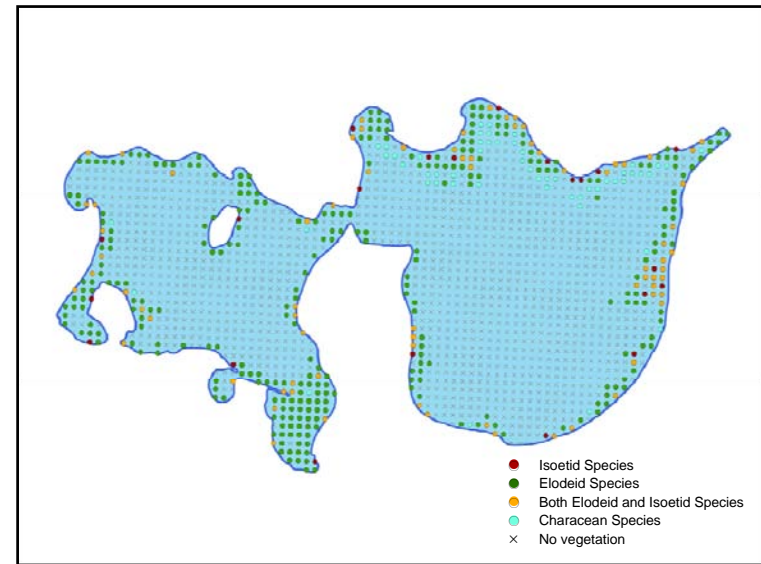 Isoetid Species
Elodeid Species
Both Elodeid and Isoetid Species
Characean Species
No vegetation